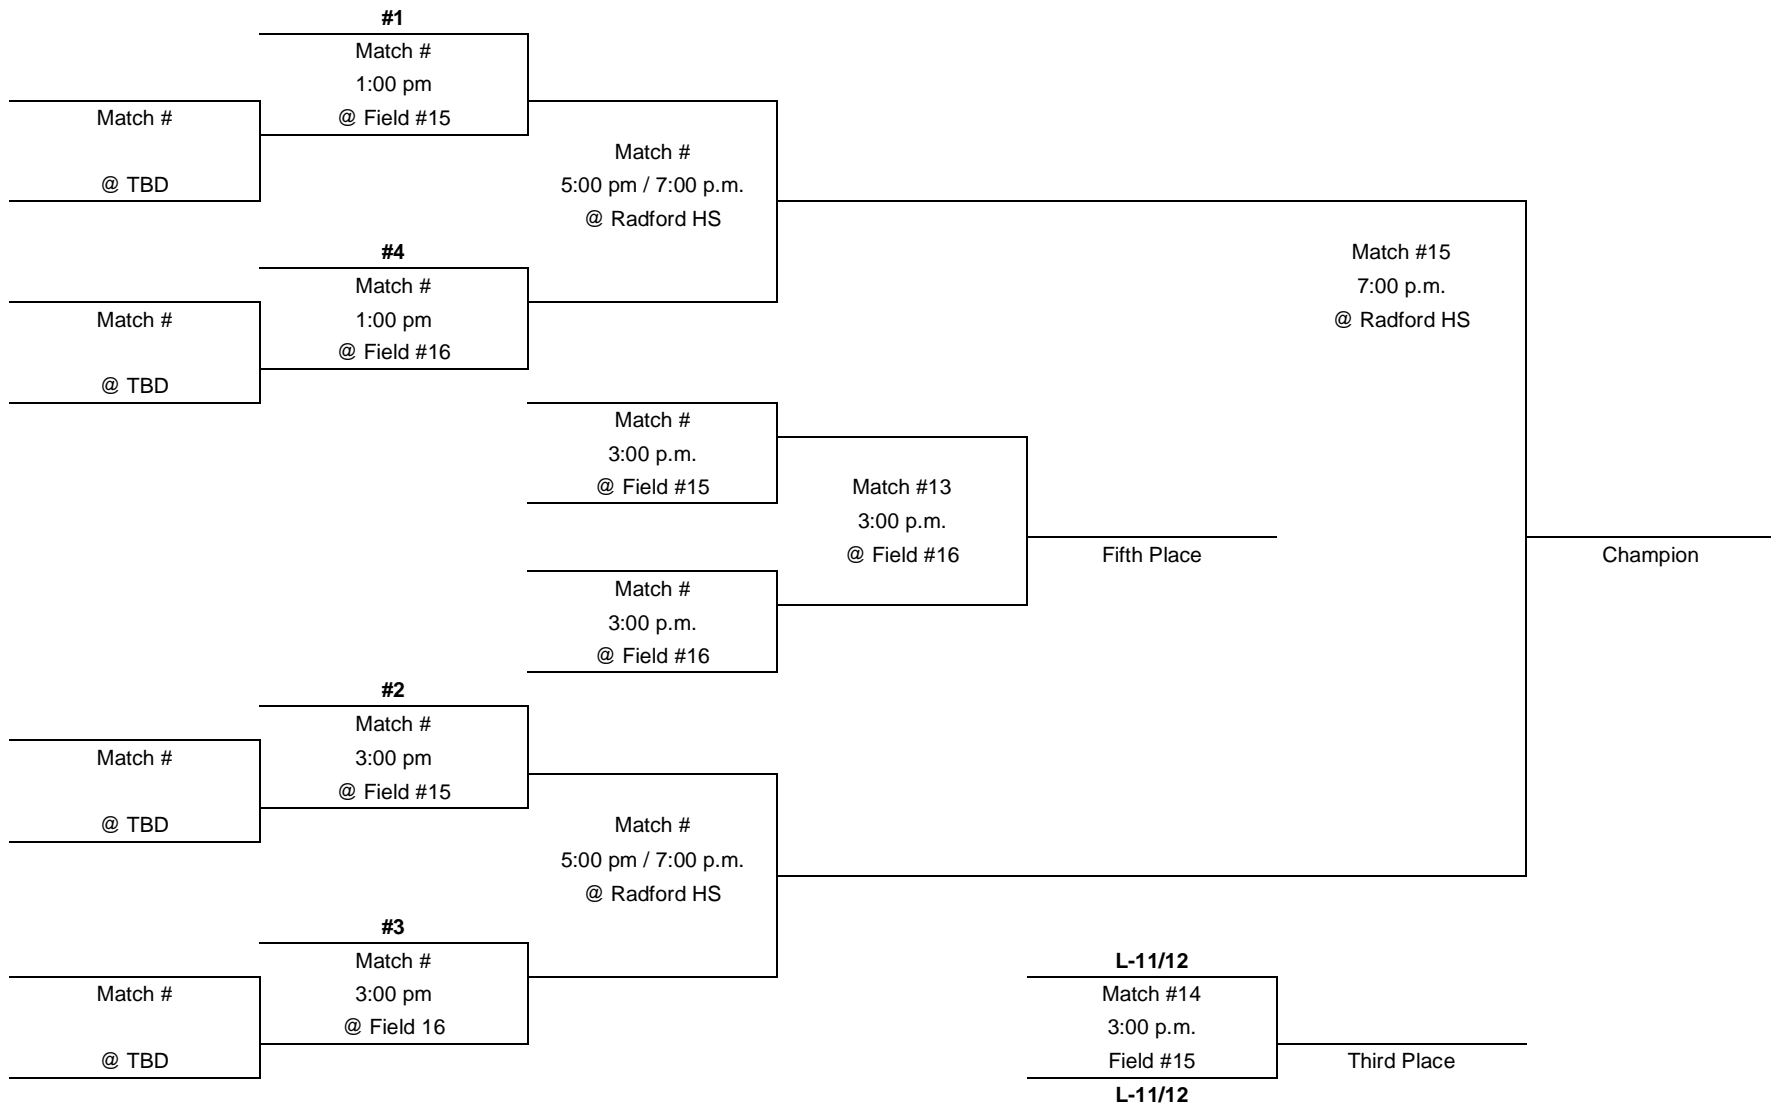 #1
Match #
1:00 pm
@ Field #15
Match #
@ TBD
Match #
5:00 pm / 7:00 p.m.
@ Radford HS
#4
Match #
1:00 pm
@ Field #16
Match #
@ TBD
Match #15
7:00 p.m.
@ Radford HS
Match #
3:00 p.m.
@ Field #15
Match #13
3:00 p.m.
@ Field #16
Fifth Place
Champion
Match #
3:00 p.m.
@ Field #16
#2
Match #
3:00 pm
@ Field #15
Match #
@ TBD
Match #
5:00 pm / 7:00 p.m.
@ Radford HS
#3
Match #
3:00 pm
@ Field 16
Match #
@ TBD
L-11/12
Match #14
3:00 p.m.
Field #15
L-11/12
Third Place